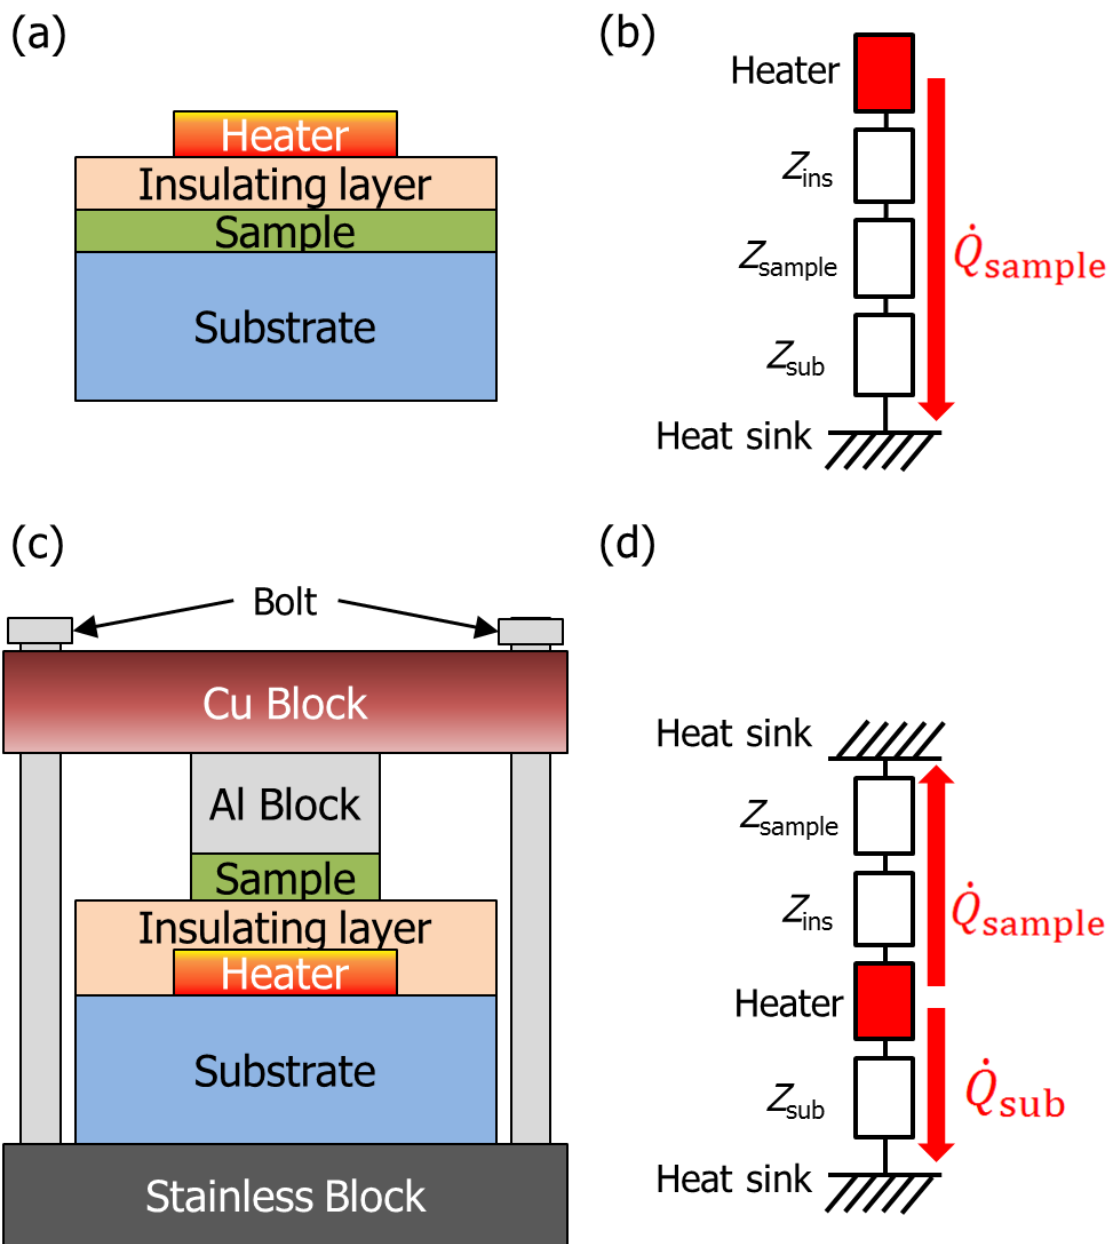 (a)
Heater
Insulating layer
Sample
Substrate
(b)
Heater
Z_ins
Z_sample
Z_sub
Heat sink
Q̇_sample
(c)
Bolt
Cu Block
Al Block
Sample
Insulating layer
Heater
Substrate
Stainless Block
(d)
Heat sink
Z_sample
Z_ins
Heater
Z_sub
Heat sink
Q̇_sample
Q̇_sub